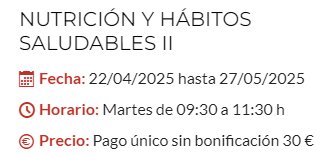 NUTRICIÓN Y HÁBITOS
SALUDABLES II
Fecha: 22/04/2025 hasta 27/05/2025
Horario: Martes de 09:30 a 11:30 h
Precio: Pago único sin bonificación 30 €